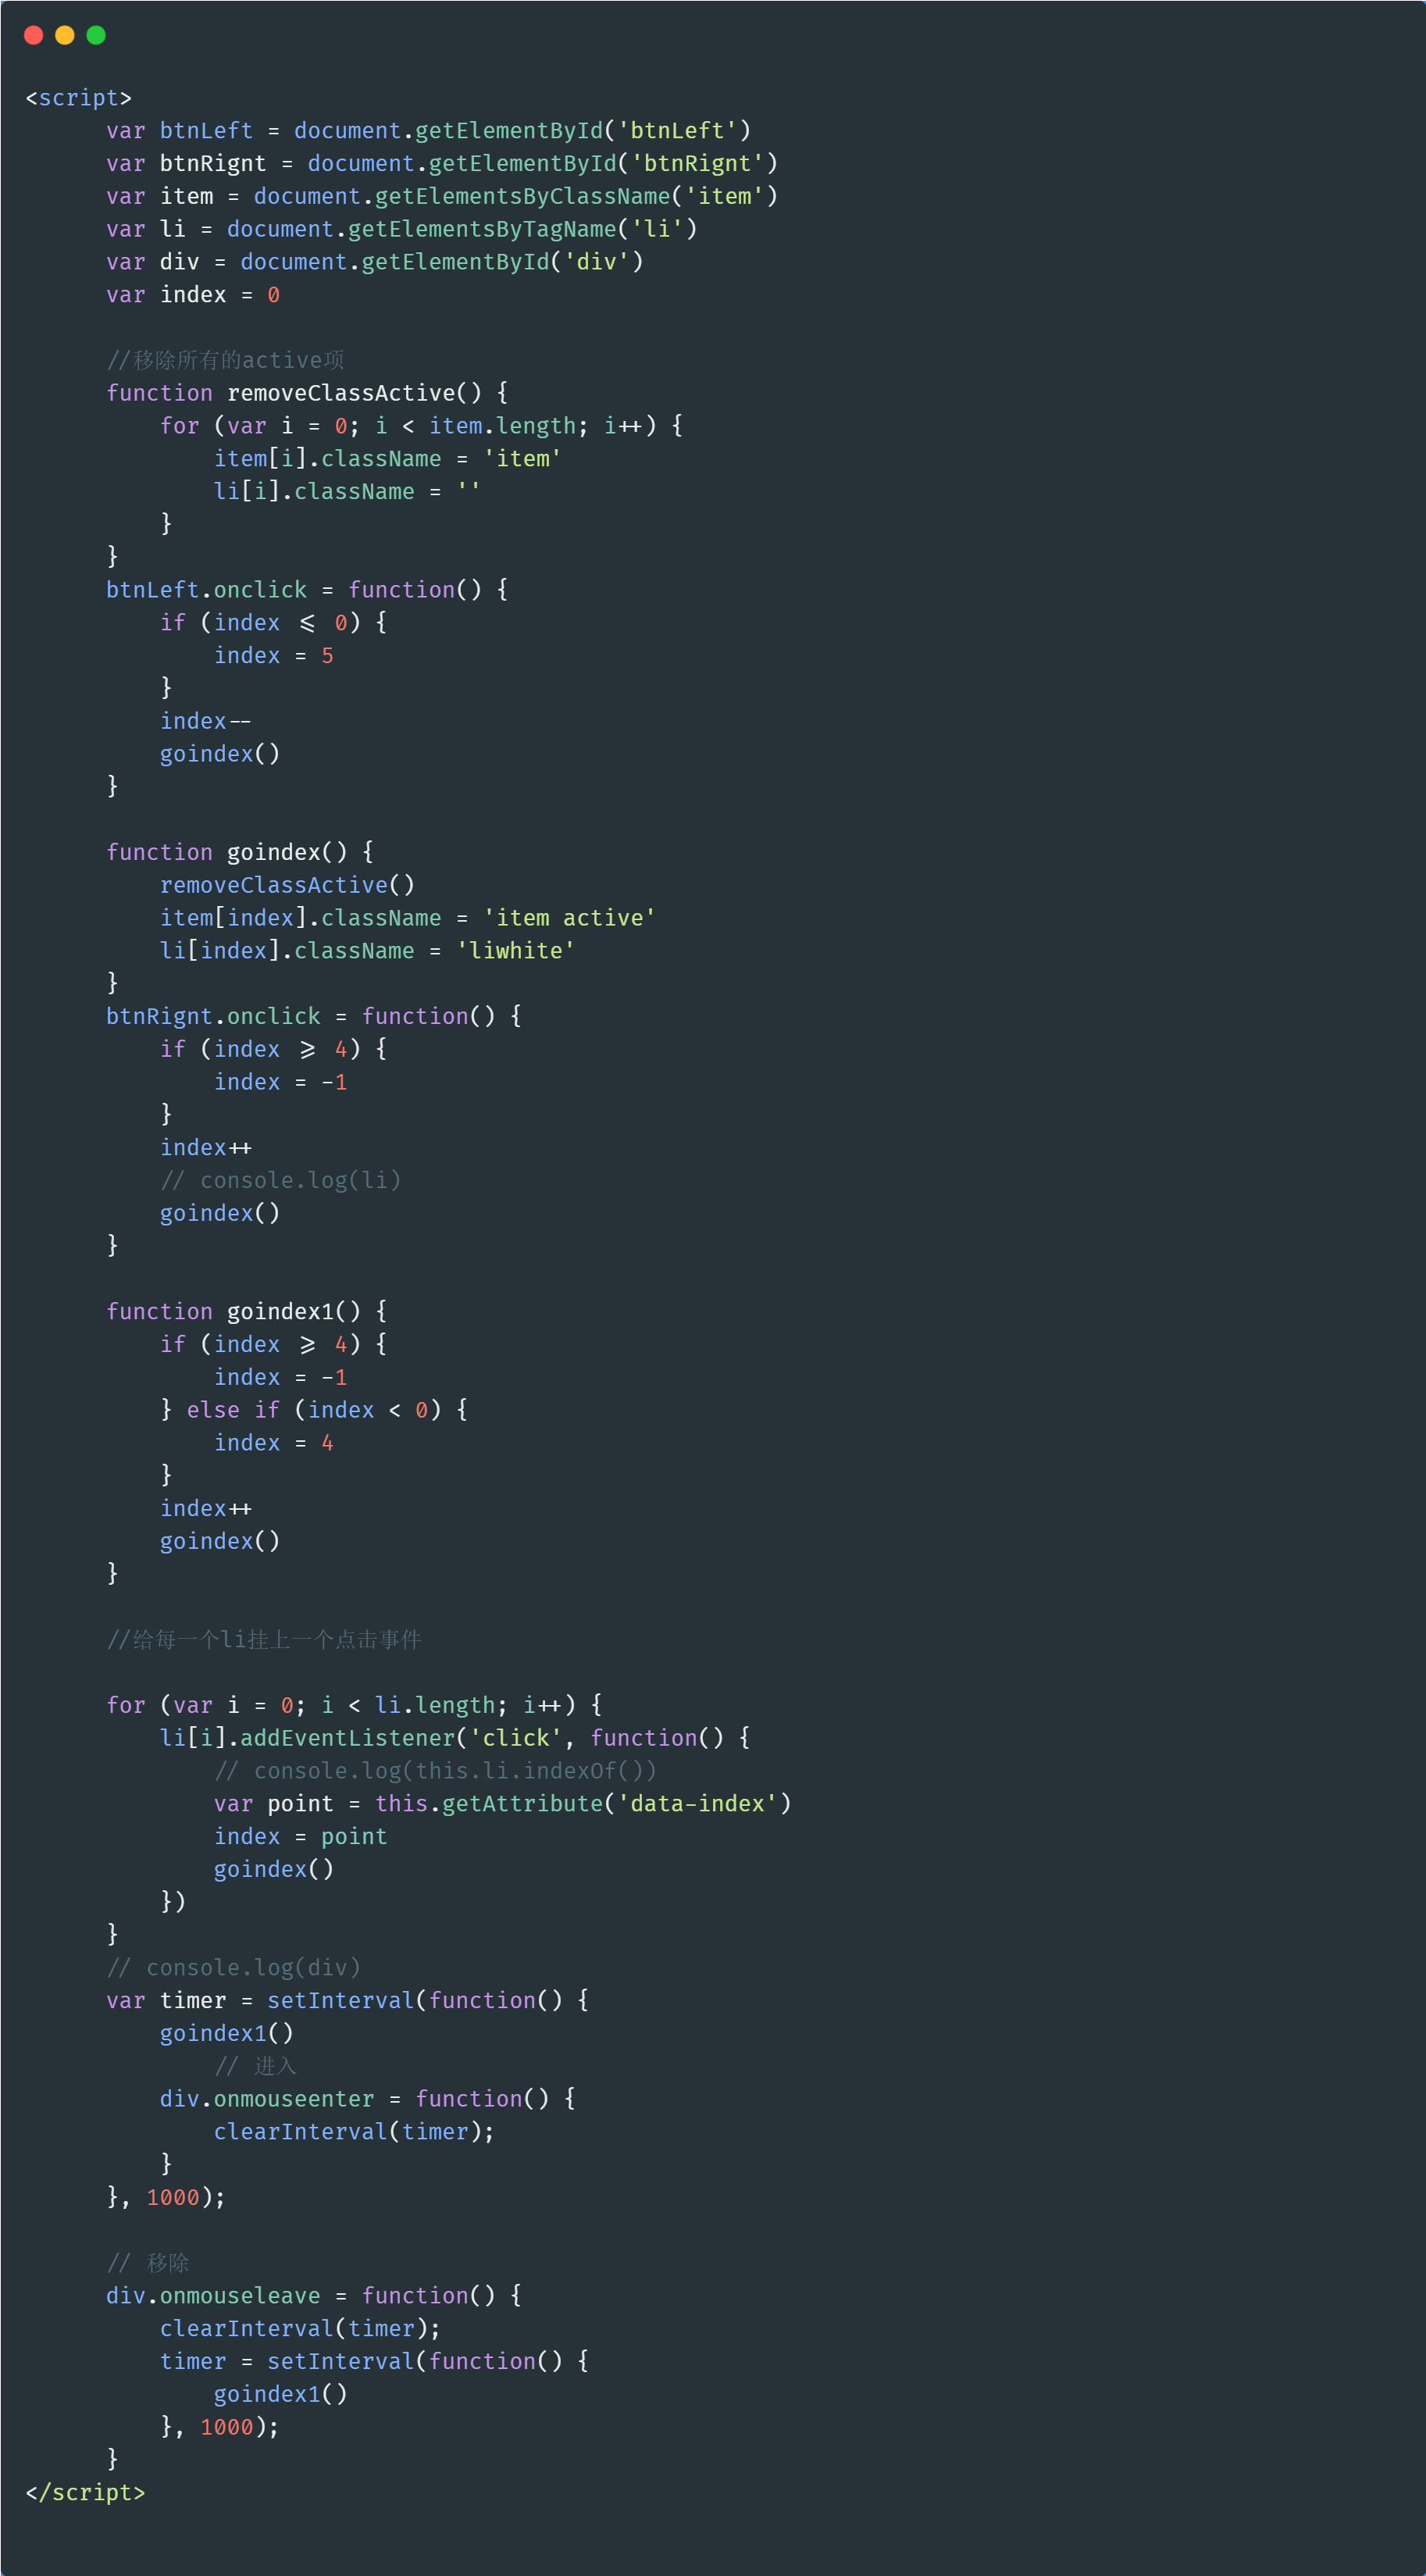 <script>
var btnLeft = document.getElementById('btnLeft')
var btnRignt = document.getElementById('btnRignt')
var item = document.getElementsByClassName('item')
var li = document.getElementsByTagName('li')
var div = document.getElementById('div')
var index = 0
//移除所有的active项
function removeClassActive() {
for (var i = 0; i < item.length; i++) {
item[i].className = 'item'
li[i].className = ''
}
}
btnLeft.onclick = function() {
if (index <= 0) {
index = 5
}
index--
goindex()
}
function goindex() {
removeClassActive()
item[index].className = 'item active'
li[index].className = 'liwhite'
}
btnRignt.onclick = function() {
if (index >= 4) {
index = -1
}
index++
// console.log(li)
goindex()
}
function goindex1() {
if (index >= 4) {
index = -1
} else if (index < 0) {
index = 4
}
index++
goindex()
}
//给每一个li挂上一个点击事件
for (var i = 0; i < li.length; i++) {
li[i].addEventListener('click', function() {
// console.log(this.li.indexOf())
var point = this.getAttribute('data-index')
index = point
goindex()
})
}
// console.log(div)
var timer = setInterval(function() {
goindex1()
// 进入
div.onmouseenter = function() {
clearInterval(timer);
}
}, 1000);
// 移除
div.onmouseleave = function() {
clearInterval(timer);
timer = setInterval(function() {
goindex1()
}, 1000);
}
</script>